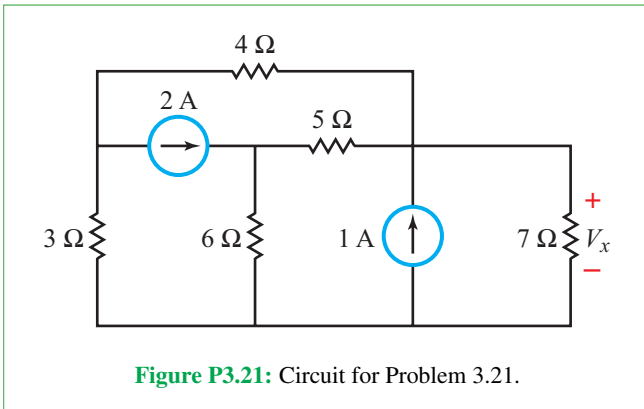 4 Ω
2 A
5 Ω
3 Ω
6 Ω
1 A
7 Ω
+
Vx
−
Figure P3.21: Circuit for Problem 3.21.